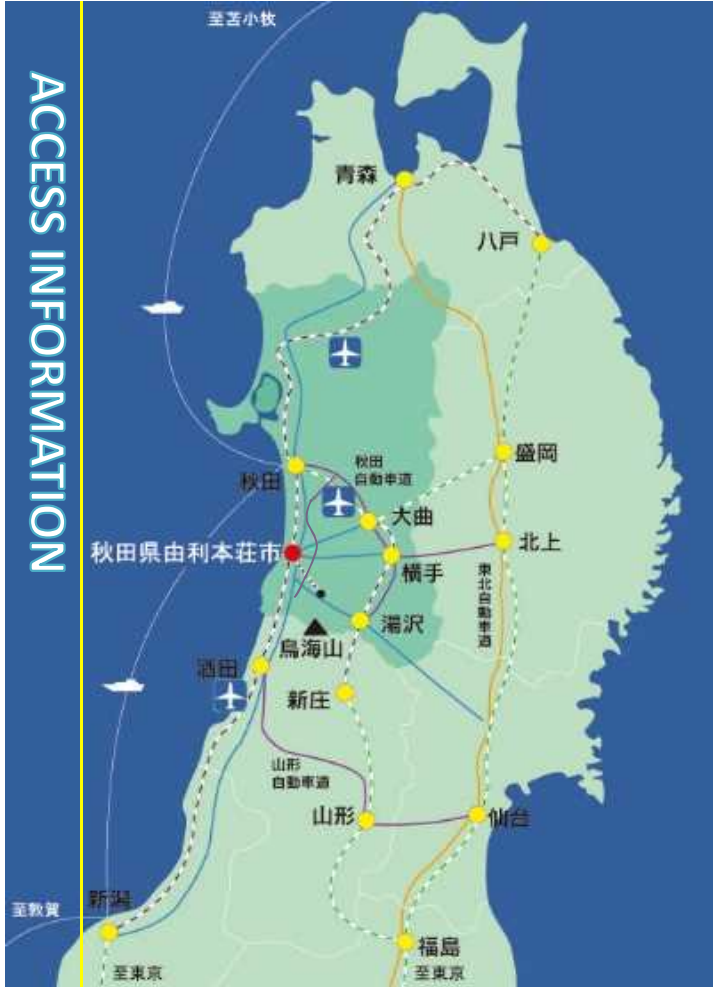 至苫小牧
ACCESS INFORMATION
青森
八戸
盛岡
秋田
秋田
自動車道
大曲
北上
秋田県由利本荘市
横手
東北自動車道
湯沢
鳥海山
酒田
新庄
山形
自動車道
山形
仙台
至敦賀
新潟
福島
至東京
至東京